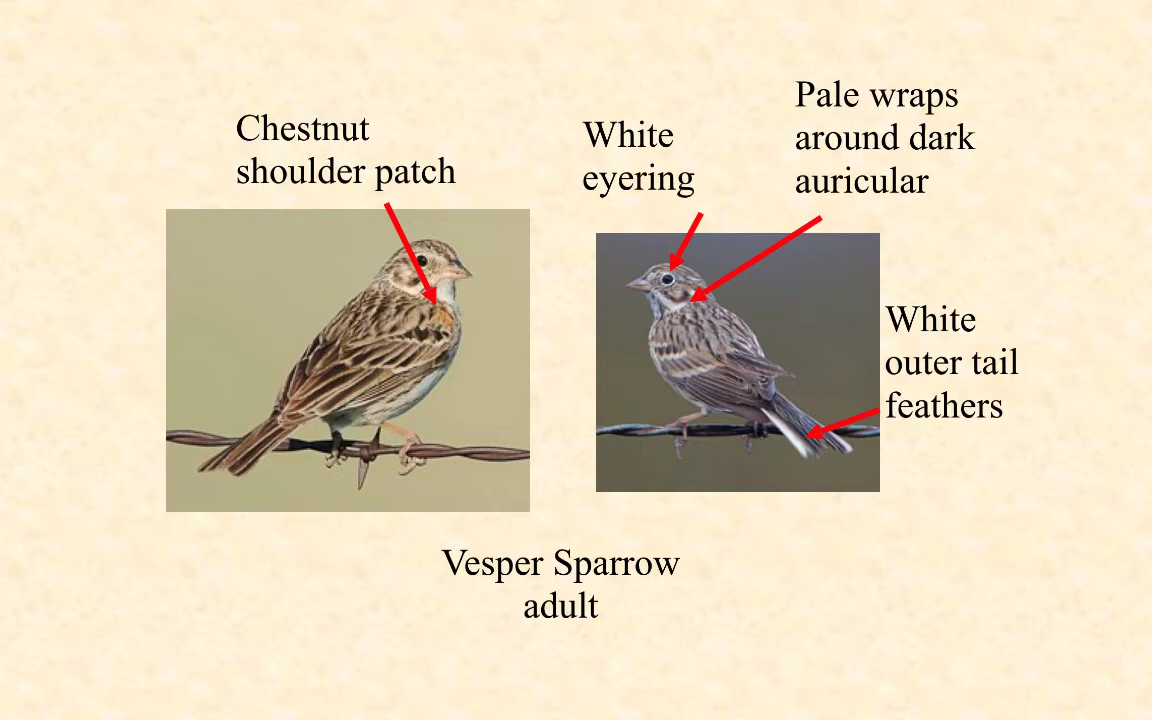 Chestnut
shoulder patch
White
eyering
Pale wraps
around dark
auricular
White
outer tail
feathers
Vesper Sparrow
adult